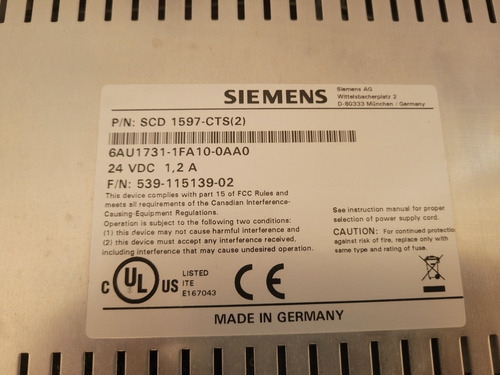 SIEMENS
Siemens AG
Wittelsbacherplatz 2
D-80333 München / Germany
P/N: SCD 1597-CTS(2)
6AU1731-1FA10-0AA0
24 VDC 1,2 A
F/N: 539-115139-02
This device complies with part 15 of FCC Rules and
meets all requirements of the Canadian Interference-
Causing-Equipment Regulations.
Operation is subject to the following two conditions:
(1) this device may not cause harmful interference and
(2) this device must accept any interference received,
including interference that may cause undesired operation.
See instruction manual for proper
selection of power supply cord.
CAUTION: For continued protection
against risk of fire, replace only with
same type and rating of fuse.
C UL US
LISTED
ITE
E167043
CE
MADE IN GERMANY